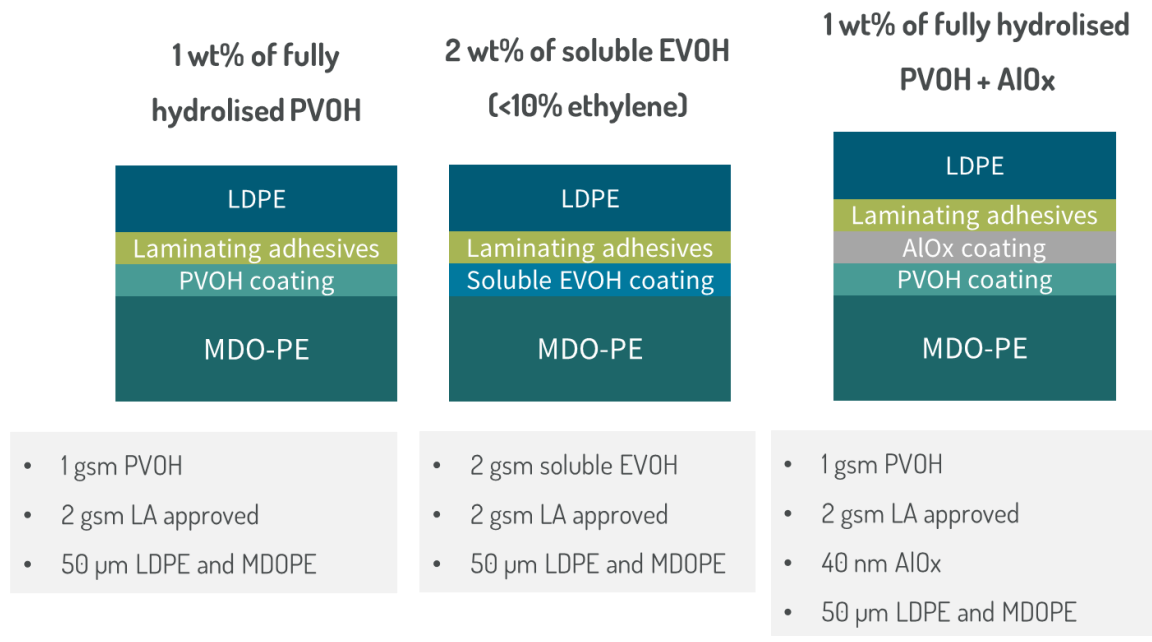 1 wt% of fully
hydrolised PVOH
LDPE
Laminating adhesives
PVOH coating
MDO-PE
• 1 gsm PVOH
• 2 gsm LA approved
• 50 µm LDPE and MDOPE
2 wt% of soluble EVOH
(<10% ethylene)
LDPE
Laminating adhesives
Soluble EVOH coating
MDO-PE
• 2 gsm soluble EVOH
• 2 gsm LA approved
• 50 µm LDPE and MDOPE
1 wt% of fully hydrolised
PVOH + AlOx
LDPE
Laminating adhesives
AlOx coating
PVOH coating
MDO-PE
• 1 gsm PVOH
• 2 gsm LA approved
• 40 nm AlOx
• 50 µm LDPE and MDOPE